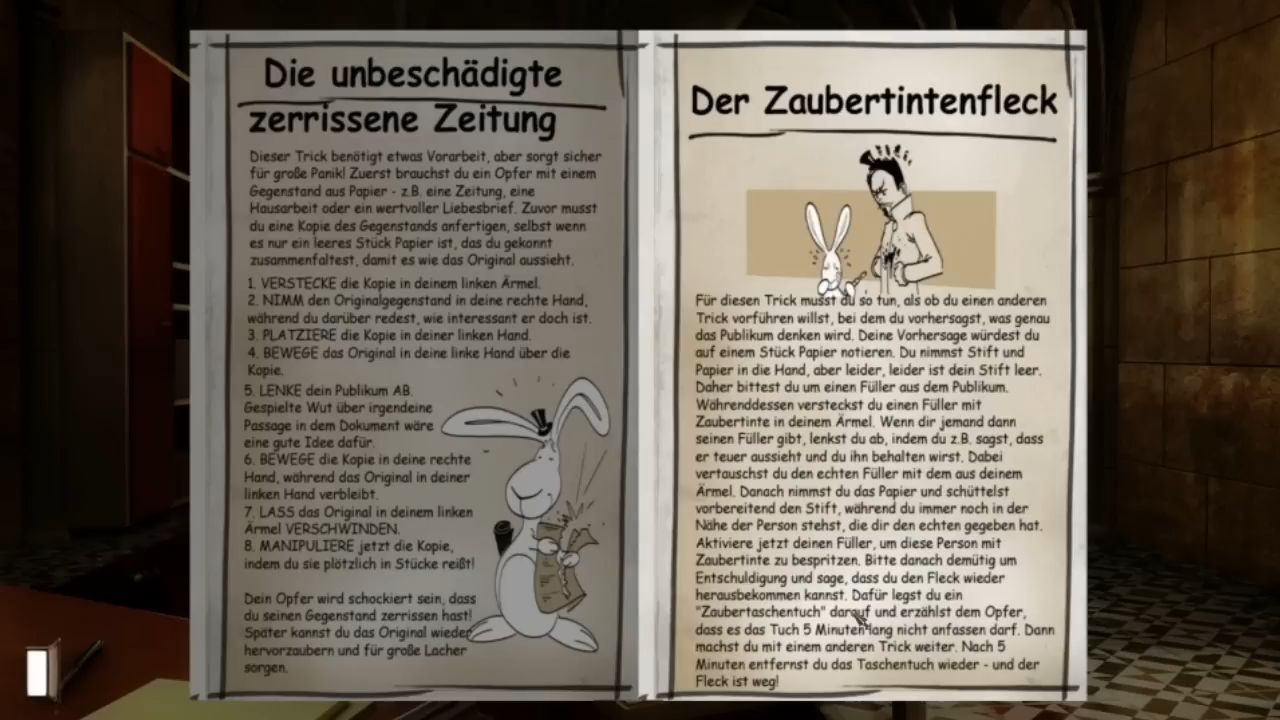 Die unbeschädigte
zerrissene Zeitung
Dieser Trick benötigt etwas Vorarbeit, aber sorgt sicher
für große Panik! Zuerst brauchst du ein Opfer mit einem
Gegenstand aus Papier - z.B. eine Zeitung, eine
Hausarbeit oder ein wertvoller Liebesbrief. Zuvor musst
du eine Kopie des Gegenstands anfertigen, selbst wenn
es nur ein leeres Stück Papier ist, das du gekonnt
zusammenfaltest, damit es wie das Original aussieht.
1. VERSTECKE die Kopie in deinem linken Ärmel.
2. NIMM den Originalgegenstand in deine rechte Hand,
während du darüber redest, wie interessant er doch ist.
3. PLATZIERE die Kopie in deiner linken Hand.
4. BEWEGE das Original in deine linke Hand über die
Kopie.
5. LENKE dein Publikum AB.
Gespielte Wut über irgendeine
Passage in dem Dokument wäre
eine gute Idee dafür.
6. BEWEGE die Kopie in deine rechte
Hand, während das Original in deiner
linken Hand verbleibt.
7. LASS das Original in deinem linken
Ärmel VERSCHWINDEN.
8. MANIPULIERE jetzt die Kopie,
indem du sie plötzlich in Stücke reißt!
Dein Opfer wird schockiert sein, dass
du seinen Gegenstand zerrissen hast!
Später kannst du das Original wieder
hervorzaubern und für große Lacher
sorgen.
Der Zaubertintenfleck
Für diesen Trick musst du so tun, als ob du einen anderen
Trick vorführen willst, bei dem du vorhersagst, was genau
das Publikum denken wird. Deine Vorhersage würdest du
auf einem Stück Papier notieren. Du nimmst Stift und
Papier in die Hand, aber leider, leider ist dein Stift leer.
Daher bittest du um einen Füller aus dem Publikum.
Währenddessen versteckst du einen Füller mit
Zaubertinte in deinem Ärmel. Wenn dir jemand dann
seinen Füller gibt, lenkst du ab, indem du z.B. sagst, dass
er teuer aussieht und du ihn behalten wirst. Dabei
vertauschst du den echten Füller mit dem aus deinem
Ärmel. Danach nimmst du das Papier und schüttelst
vorbereitend den Stift, während du immer noch in der
Nähe der Person stehst, die dir den echten gegeben hat.
Aktiviere jetzt deinen Füller, um diese Person mit
Zaubertinte zu bespritzen. Bitte danach demütig um
Entschuldigung und sage, dass du den Fleck wieder
herausbekommen kannst. Dafür legst du ein
"Zaubertaschentuch" darauf und erzählst dem Opfer,
dass es das Tuch 5 Minuten lang nicht anfassen darf. Dann
machst du mit einem anderen Trick weiter. Nach 5
Minuten entfernst du das Taschentuch wieder - und der
Fleck ist weg!